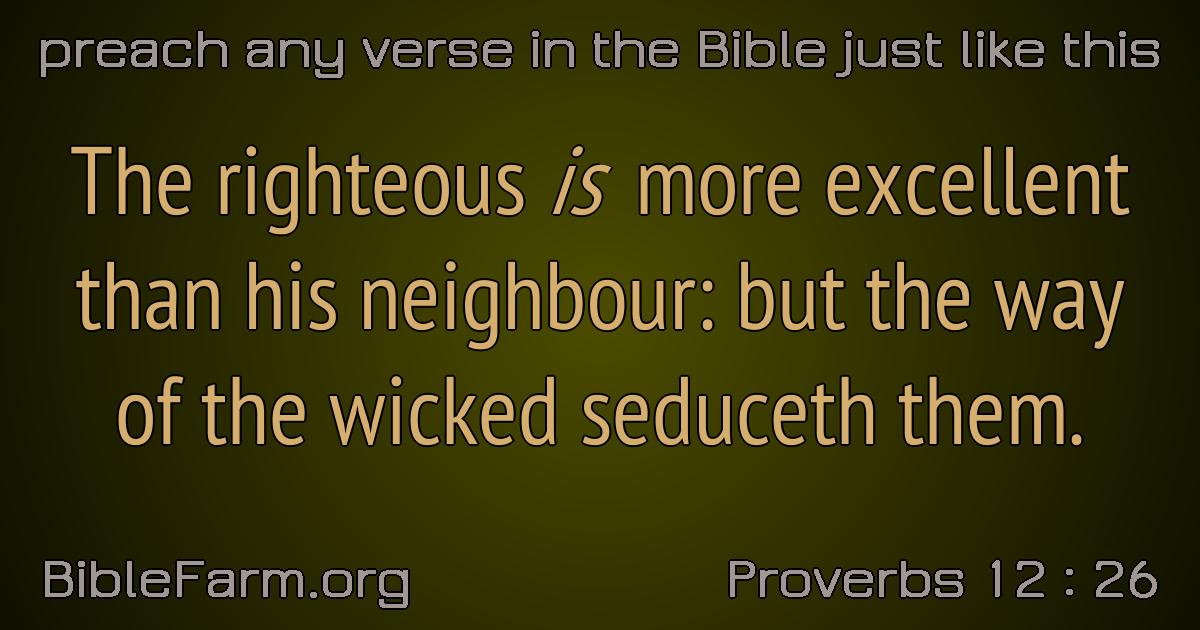 preach any verse in the Bible just like this
The righteous is more excellent
than his neighbour: but the way
of the wicked seduceth them.
BibleFarm.org
Proverbs 12 : 26